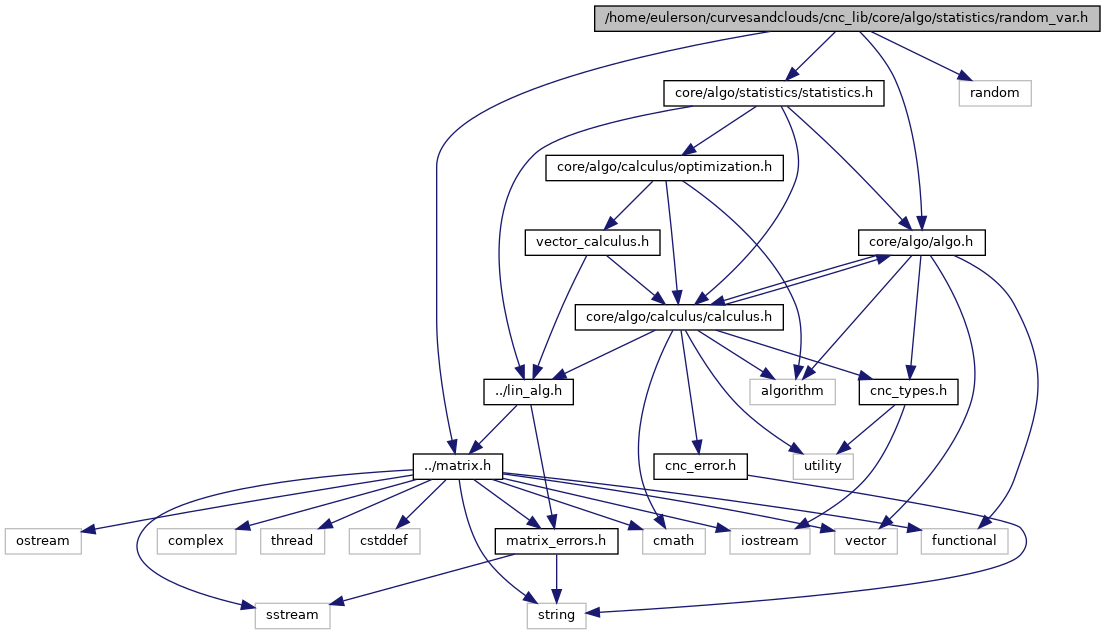 /home/eulerson/curvesandclouds/cnc_lib/core/algo/statistics/random_var.h
core/algo/statistics/statistics.h
random
core/algo/calculus/optimization.h
vector_calculus.h
core/algo/algo.h
core/algo/calculus/calculus.h
../lin_alg.h
algorithm
cnc_types.h
../matrix.h
cnc_error.h
utility
ostream
complex
thread
cstddef
matrix_errors.h
cmath
iostream
vector
functional
sstream
string